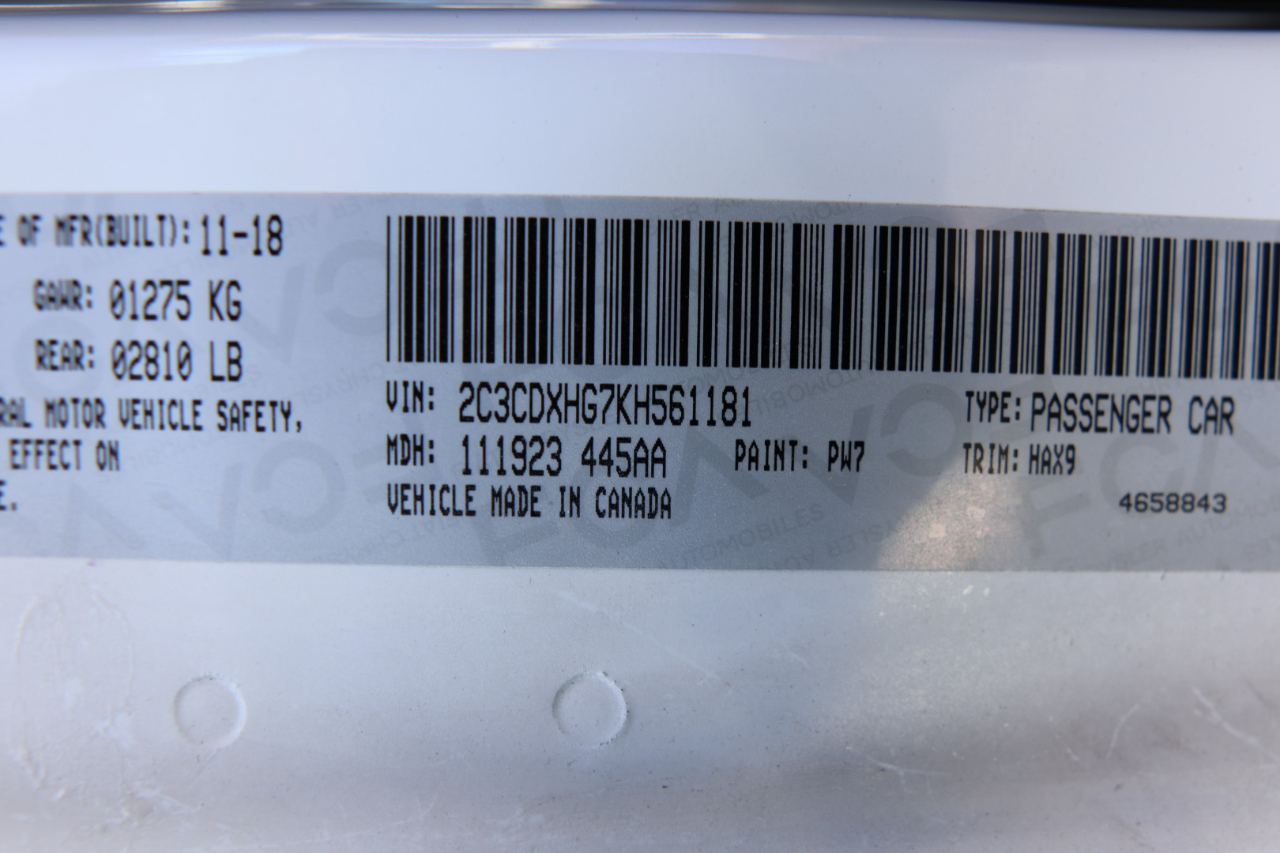 E OF MFR(BUILT): 11-18
GAWR: 01275 KG
REAR: 02810 LB
RAL MOTOR VEHICLE SAFETY,
EFFECT ON
E.
VIN: 2C3CDXHG7KH561181
TYPE: PASSENGER CAR
MDH: 111923 445AA
PAINT: PW7
TRIM: HAX9
VEHICLE MADE IN CANADA
4658843